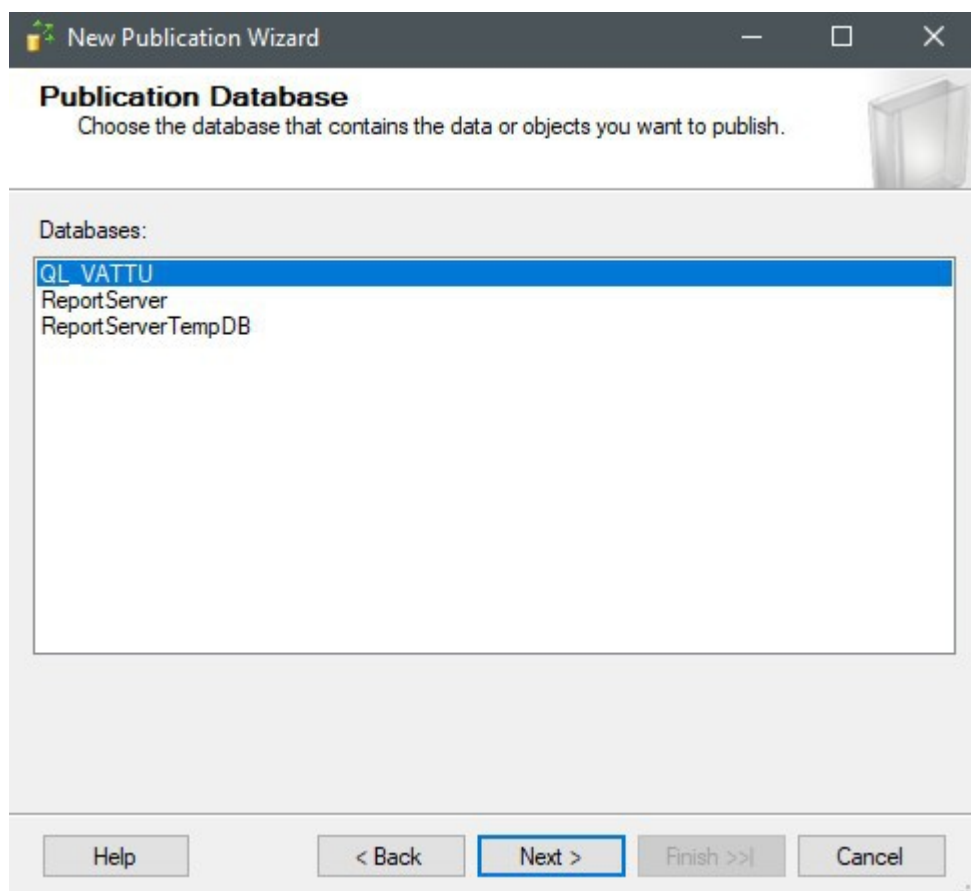 New Publication Wizard
Publication Database
Choose the database that contains the data or objects you want to publish.
Databases:
QL_VATTU
ReportServer
ReportServerTempDB
Help
< Back
Next >
Finish >>|
Cancel